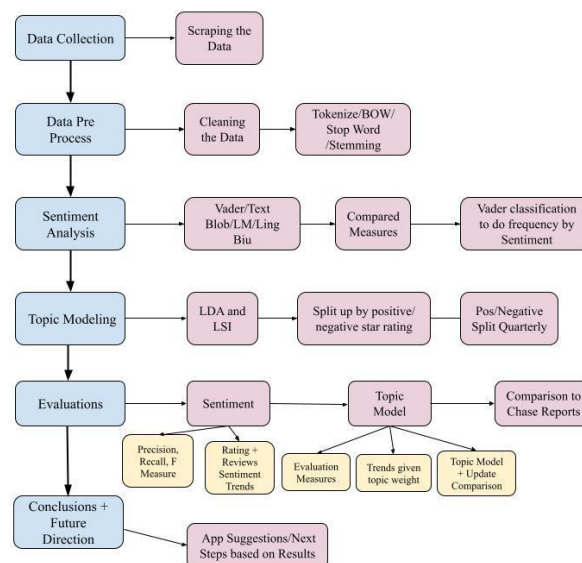 Data Collection
Scraping the
Data
Data Pre
Process
Cleaning
the Data
Tokenize/BOW/
Stop Word
/Stemming
Sentiment
Analysis
Vader/Text
Blob/LM/Ling
Biu
Compared
Measures
Vader classification
to do frequency by
Sentiment
Topic Modeling
LDA and
LSI
Split up by positive/
negative star rating
Pos/Negative
Split Quarterly
Evaluations
Sentiment
Topic
Model
Comparison to
Chase Reports
Precision,
Recall, F
Measure
Rating +
Reviews
Sentiment
Trends
Evaluation
Measures
Trends given
topic weight
Topic Model
+ Update
Comparison
Conclusions +
Future
Direction
App Suggestions/Next
Steps based on Results